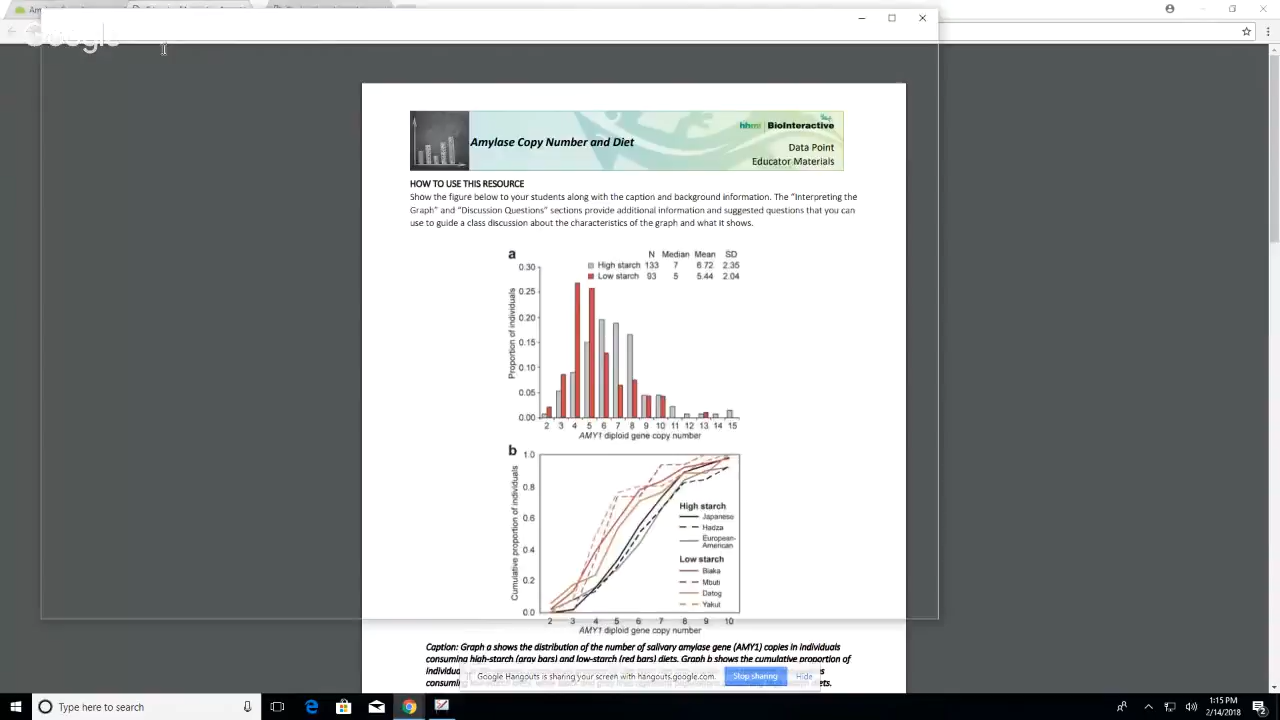 Google
Amylase Copy Number and Diet
hhmi BioInteractive
Data Point
Educator Materials
HOW TO USE THIS RESOURCE
Show the figure below to your students along with the caption and background information. The "Interpreting the
Graph" and "Discussion Questions" sections provide additional information and suggested questions that you can
use to guide a class discussion about the characteristics of the graph and what it shows.
a
N Median Mean SD
High starch 133 7 6.72 2.35
Low starch 93 5 5.44 2.04
0.30
0.25
0.20
0.15
0.10
0.05
0.00
Proportion of individuals
2 3 4 5 6 7 8 9 10 11 12 13 14 15
AMY1 diploid gene copy number
b
1.0
0.8
0.6
0.4
0.2
0.0
Cumulative proportion of individuals
High starch
Japanese
Hadza
European-
American
Low starch
Biaka
Mbuti
Datog
Yakut
2 3 4 5 6 7 8 9 10
AMY1 diploid gene copy number
Caption: Graph a shows the distribution of the number of salivary amylase gene (AMY1) copies in individuals
consuming high-starch (gray bars) and low-starch (red bars) diets. Graph b shows the cumulative proportion of
Google Hangouts is sharing your screen with hangouts.google.com.
Stop sharing
Hide
Type here to search
1:15 PM
2/14/2018
2